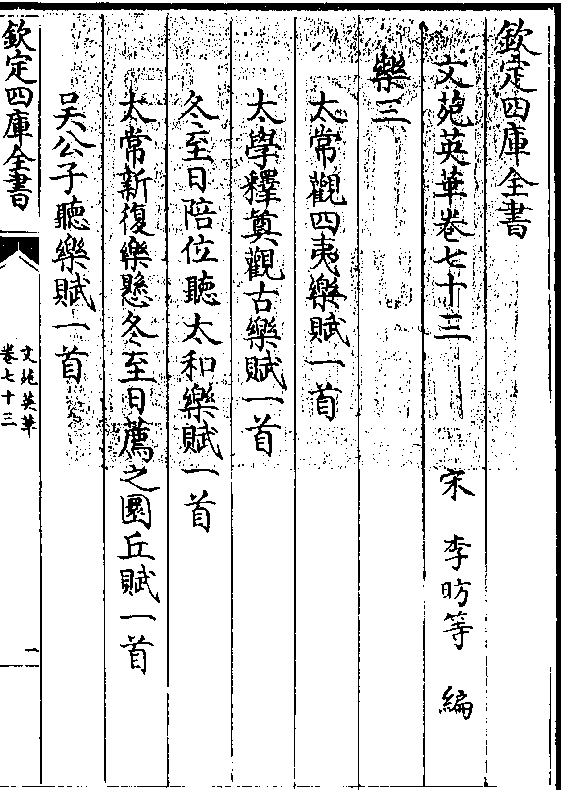 欽定四庫全書
文苑英華卷七十三 宋 李昉等 編
樂三
太常觀四夷樂賦一首
太學釋奠觀古樂賦一首
冬至日陪位聽太和樂賦一首
太常新復樂懸冬至日薦之圜丘賦一首
吳公子聽樂賦一首
欽定四庫全書
文苑英華
卷七十三
一